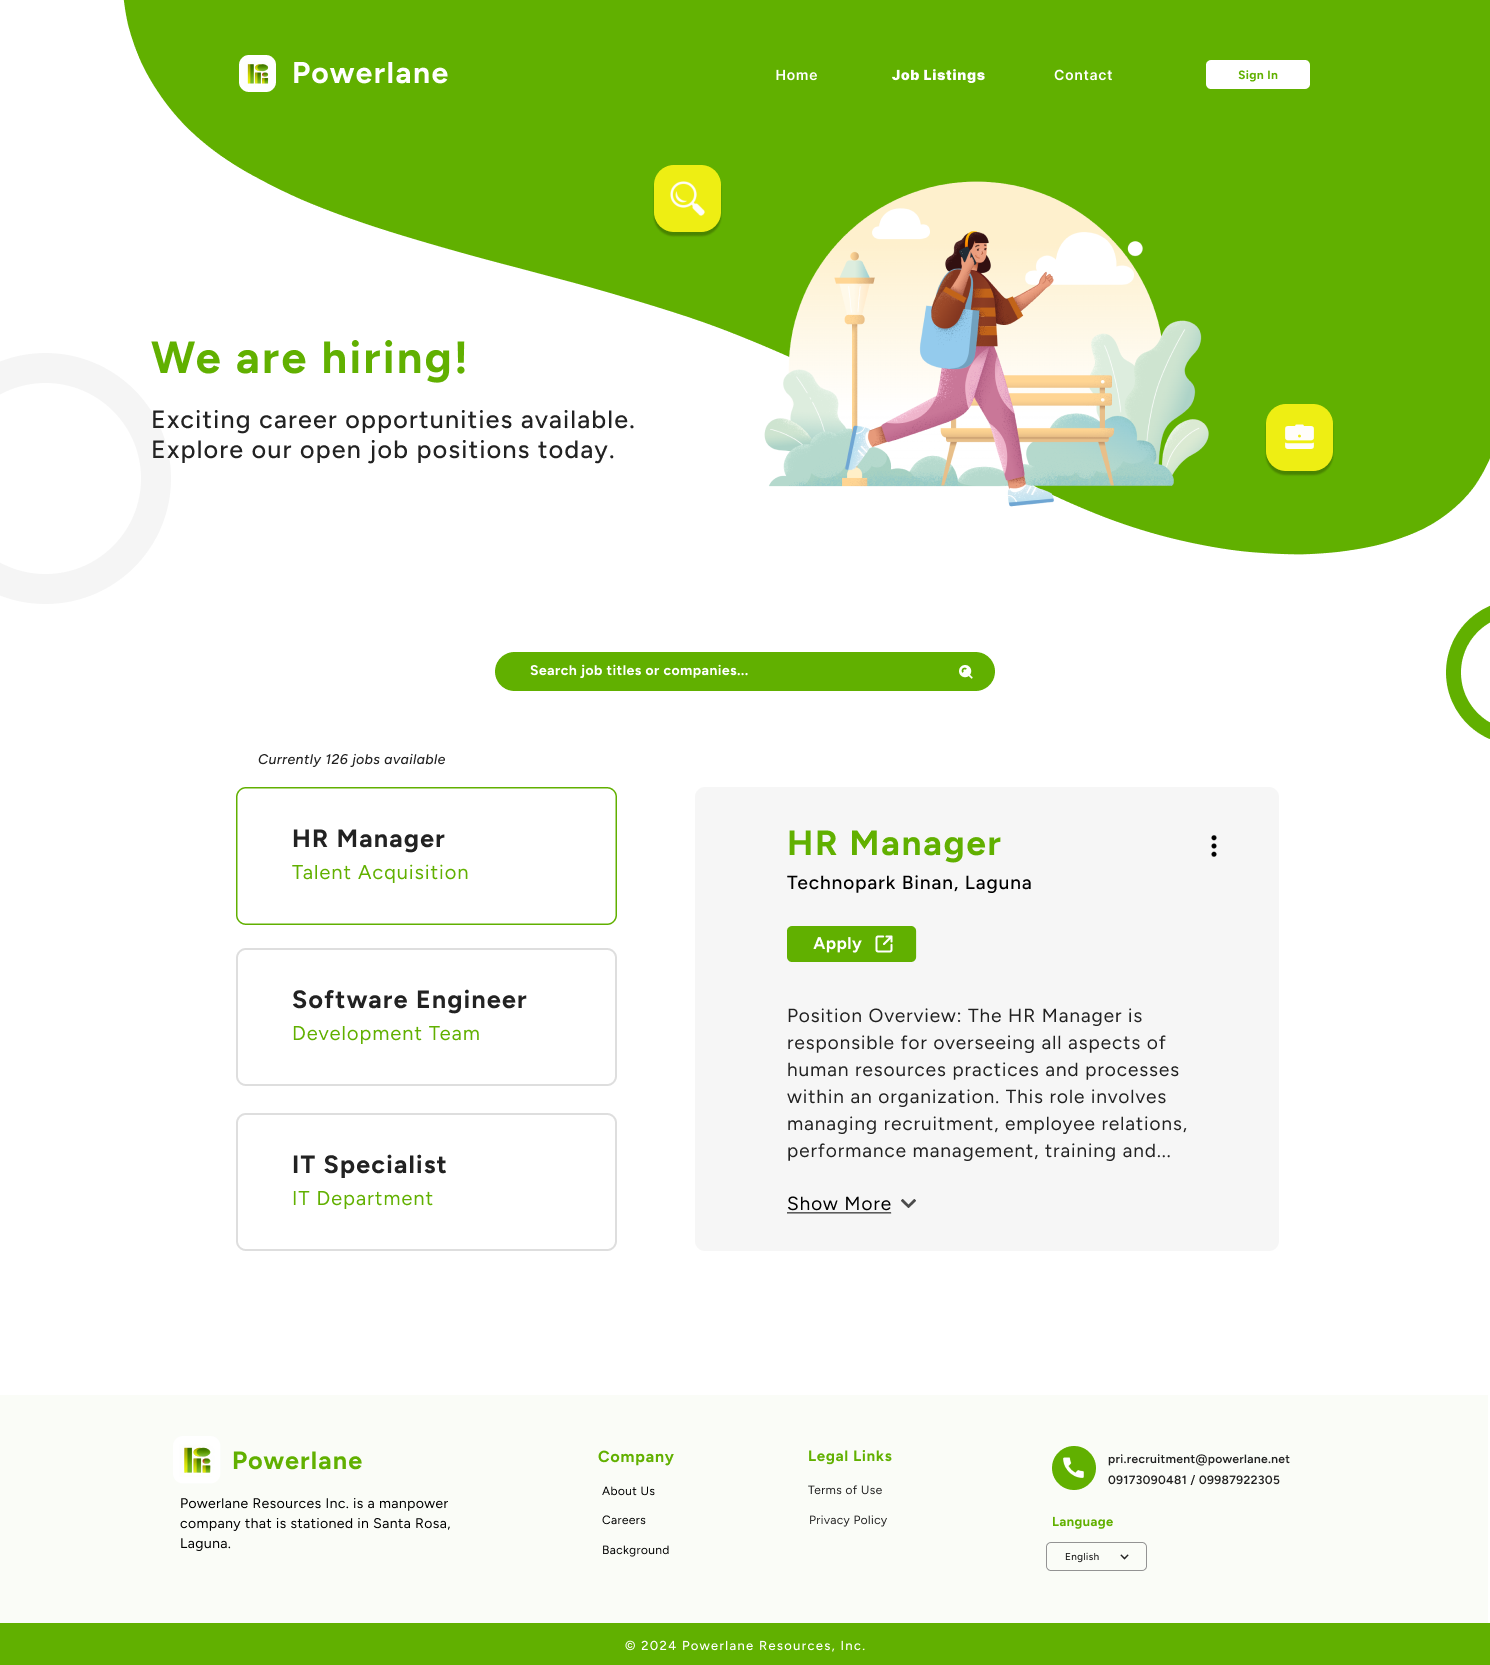 Powerlane
Home
Job Listings
Contact
Sign In
We are hiring!
Exciting career opportunities available.
Explore our open job positions today.
Search job titles or companies...
Currently 126 jobs available
HR Manager
Talent Acquisition
Software Engineer
Development Team
IT Specialist
IT Department
HR Manager
Technopark Binan, Laguna
Apply
Position Overview: The HR Manager is
responsible for overseeing all aspects of
human resources practices and processes
within an organization. This role involves
managing recruitment, employee relations,
performance management, training and...
Show More
Powerlane
Powerlane Resources Inc. is a manpower
company that is stationed in Santa Rosa,
Laguna.
Company
About Us
Careers
Background
Legal Links
Terms of Use
Privacy Policy
pri.recruitment@powerlane.net
09173090481 / 09987922305
Language
English
© 2024 Powerlane Resources, Inc.